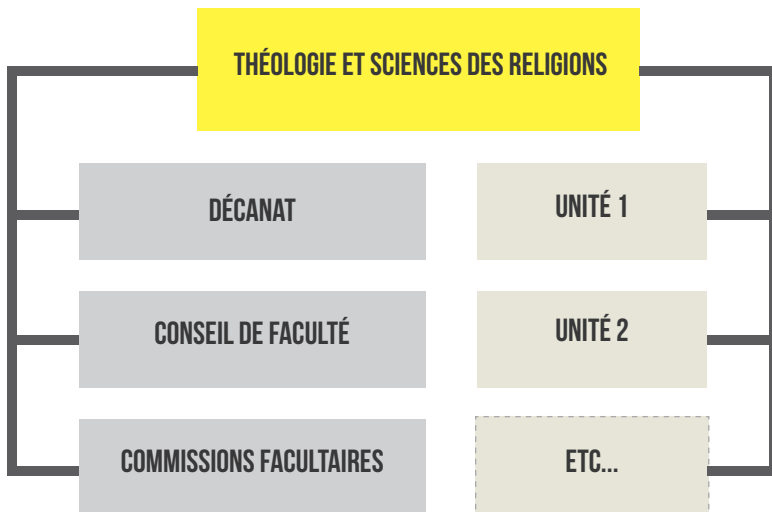 THÉOLOGIE ET SCIENCES DES RELIGIONS
DÉCANAT
UNITÉ 1
CONSEIL DE FACULTÉ
UNITÉ 2
COMMISSIONS FACULTAIRES
ETC...